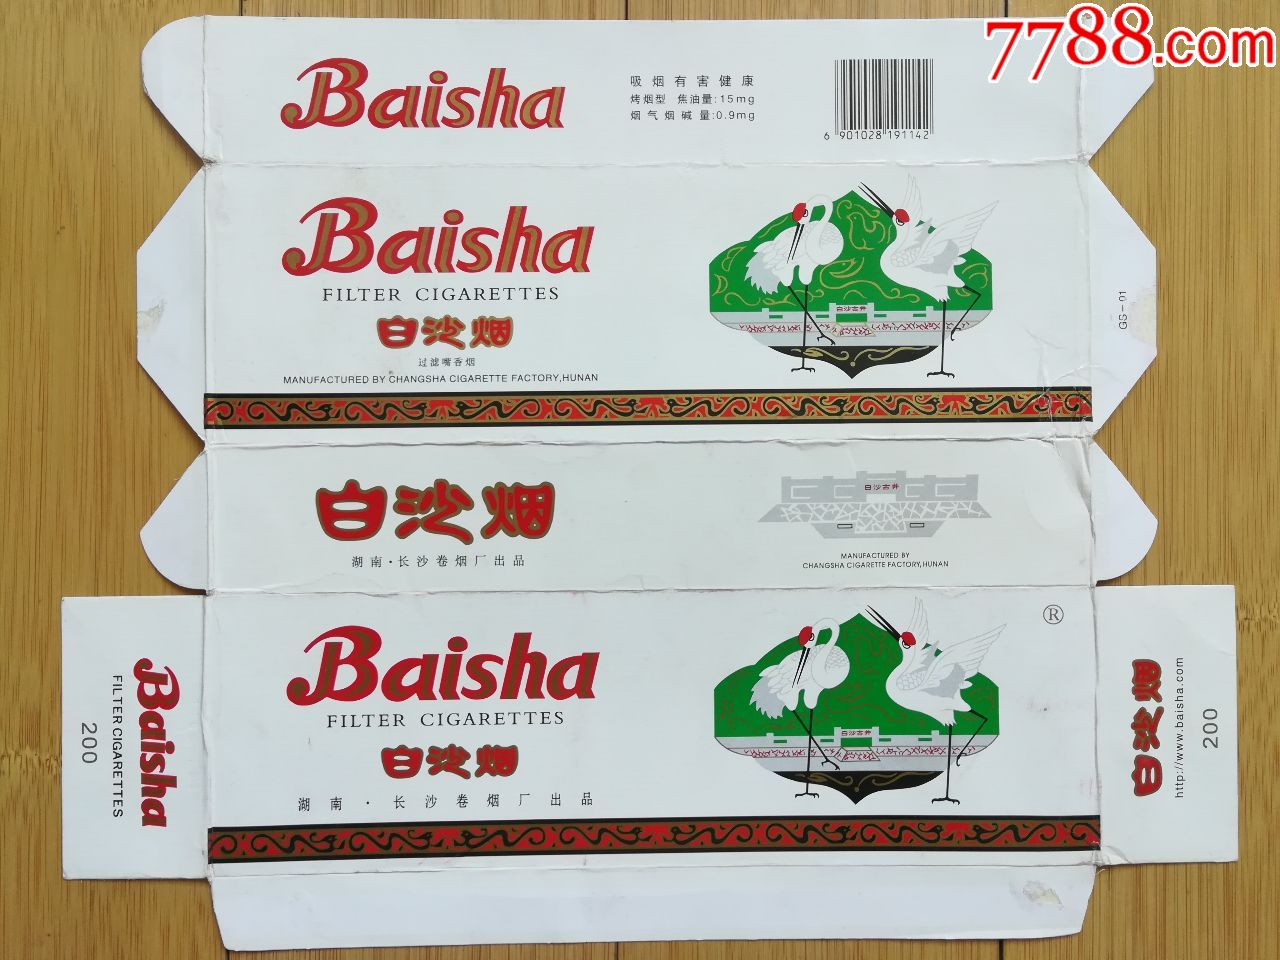 7788.com
Baisha
吸烟有害健康
烤烟型 焦油量:15mg
烟气烟碱量:0.9mg
6 901028 191142
Baisha
FILTER CIGARETTES
白沙烟
过滤嘴香烟
MANUFACTURED BY CHANGSHA CIGARETTE FACTORY,HUNAN
白沙古井
GS-01
白沙烟
湖南·长沙卷烟厂出品
白沙古井
MANUFACTURED BY
CHANGSHA CIGARETTE FACTORY,HUNAN
Baisha
FILTER CIGARETTES
白沙烟
湖南·长沙卷烟厂出品
白沙古井
®
Baisha
FILTER CIGARETTES
200
白沙烟
http://www.baisha.com
200